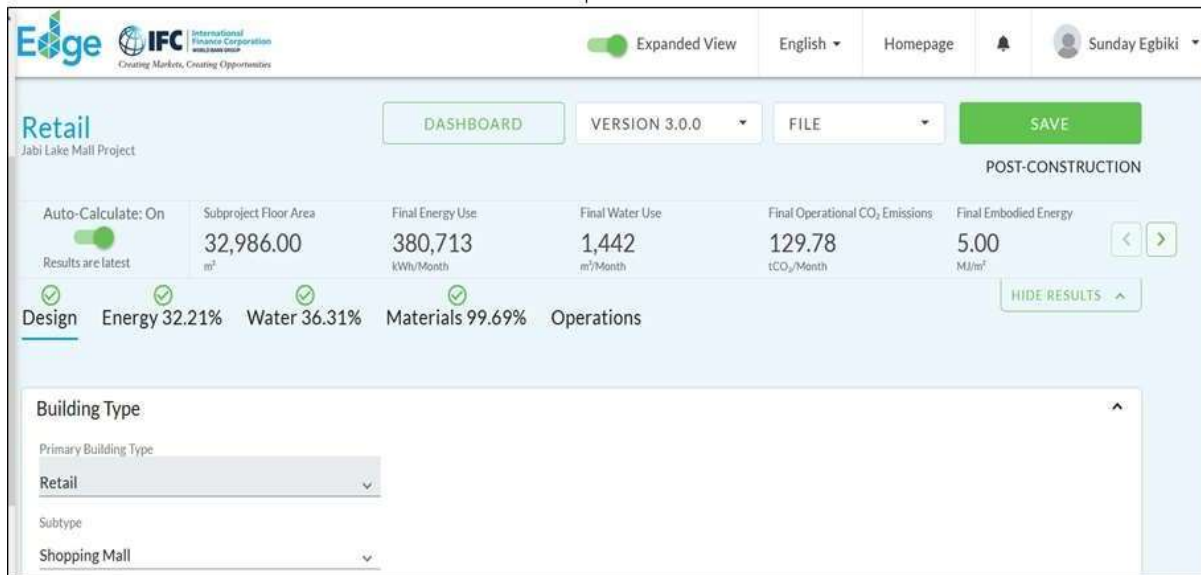 Edge
IFC International Finance Corporation WORLD BANK GROUP
Creating Markets, Creating Opportunities
Expanded View
English
Homepage
Sunday Egbiki
Retail
Jabi Lake Mall Project
DASHBOARD
VERSION 3.0.0
FILE
SAVE
POST-CONSTRUCTION
Auto-Calculate: On
Results are latest
Subproject Floor Area
32,986.00
m²
Final Energy Use
380,713
kWh/Month
Final Water Use
1,442
m³/Month
Final Operational CO₂ Emissions
129.78
tCO₂/Month
Final Embodied Energy
5.00
MJ/m²
HIDE RESULTS
Design Energy 32.21% Water 36.31% Materials 99.69% Operations
Building Type
Primary Building Type
Retail
Subtype
Shopping Mall